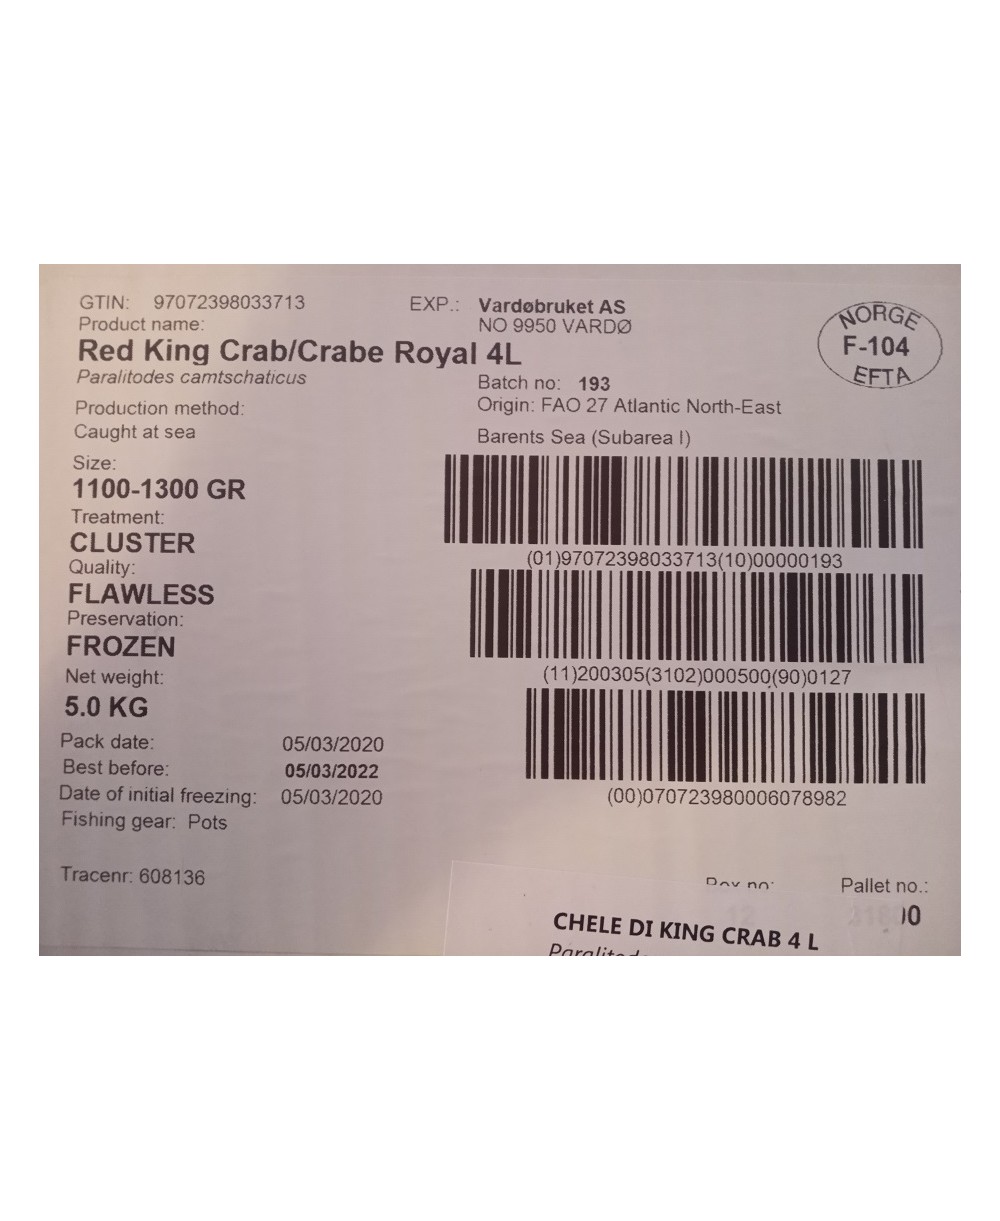 GTIN: 97072398033713
Product name:
Red King Crab/Crabe Royal 4L
Paralitodes camtschaticus
Production method:
Caught at sea
Size:
1100-1300 GR
Treatment:
CLUSTER
Quality:
FLAWLESS
Preservation:
FROZEN
Net weight:
5.0 KG
Pack date: 05/03/2020
Best before: 05/03/2022
Date of initial freezing: 05/03/2020
Fishing gear: Pots
Tracenr: 608136
EXP.: Vardøbruket AS
NO 9950 VARDØ
Batch no: 193
Origin: FAO 27 Atlantic North-East
Barents Sea (Subarea I)
NORGE
F-104
EFTA
(01)97072398033713(10)00000193
(11)200305(3102)000500(90)0127
(00)070723980006078982
Pallet no.:
CHELE DI KING CRAB 4 L